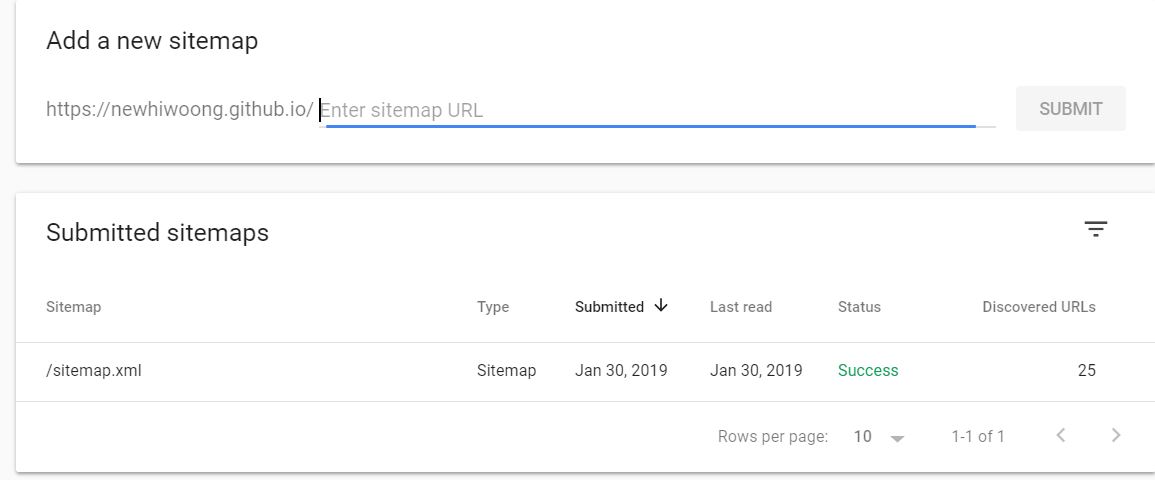 Add a new sitemap
https://newhiwoong.github.io/ Enter sitemap URL SUBMIT
Submitted sitemaps
Sitemap Type Submitted Last read Status Discovered URLs
/sitemap.xml Sitemap Jan 30, 2019 Jan 30, 2019 Success 25
Rows per page: 10 1-1 of 1